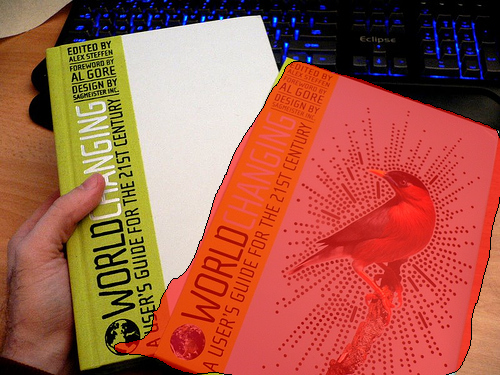 EDITED BY
ALEX STEFFEN
FOREWORD BY
AL GORE
DESIGN BY
SAGMEISTER INC.
WORLDCHANGING
A USER'S GUIDE FOR THE 21ST CENTURY
EDITED BY
ALEX STEFFEN
FOREWORD BY
AL GORE
DESIGN BY
SAGMEISTER INC.
WORLDCHANGING
A USER'S GUIDE FOR THE 21ST CENTURY
Eclipse